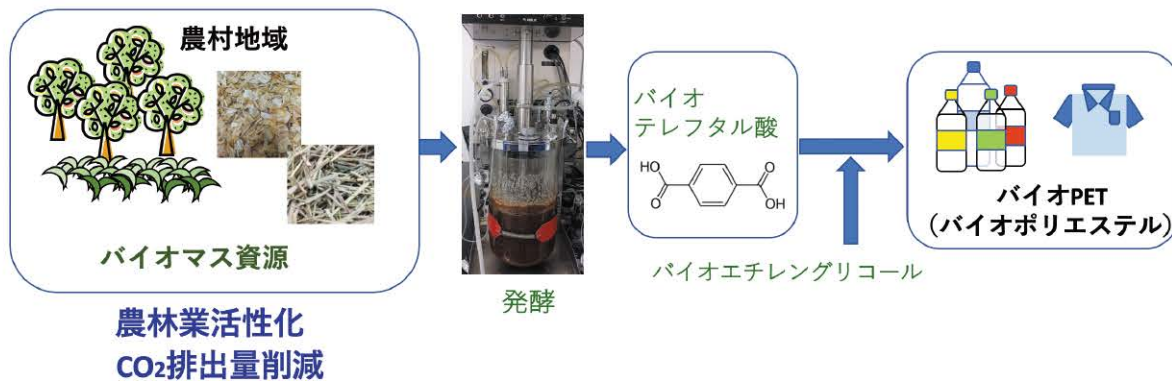 農村地域
バイオマス資源
農林業活性化
CO₂排出量削減
発酵
バイオ
テレフタル酸
HO
O
O
OH
バイオエチレングリコール
バイオPET
（バイオポリエステル）